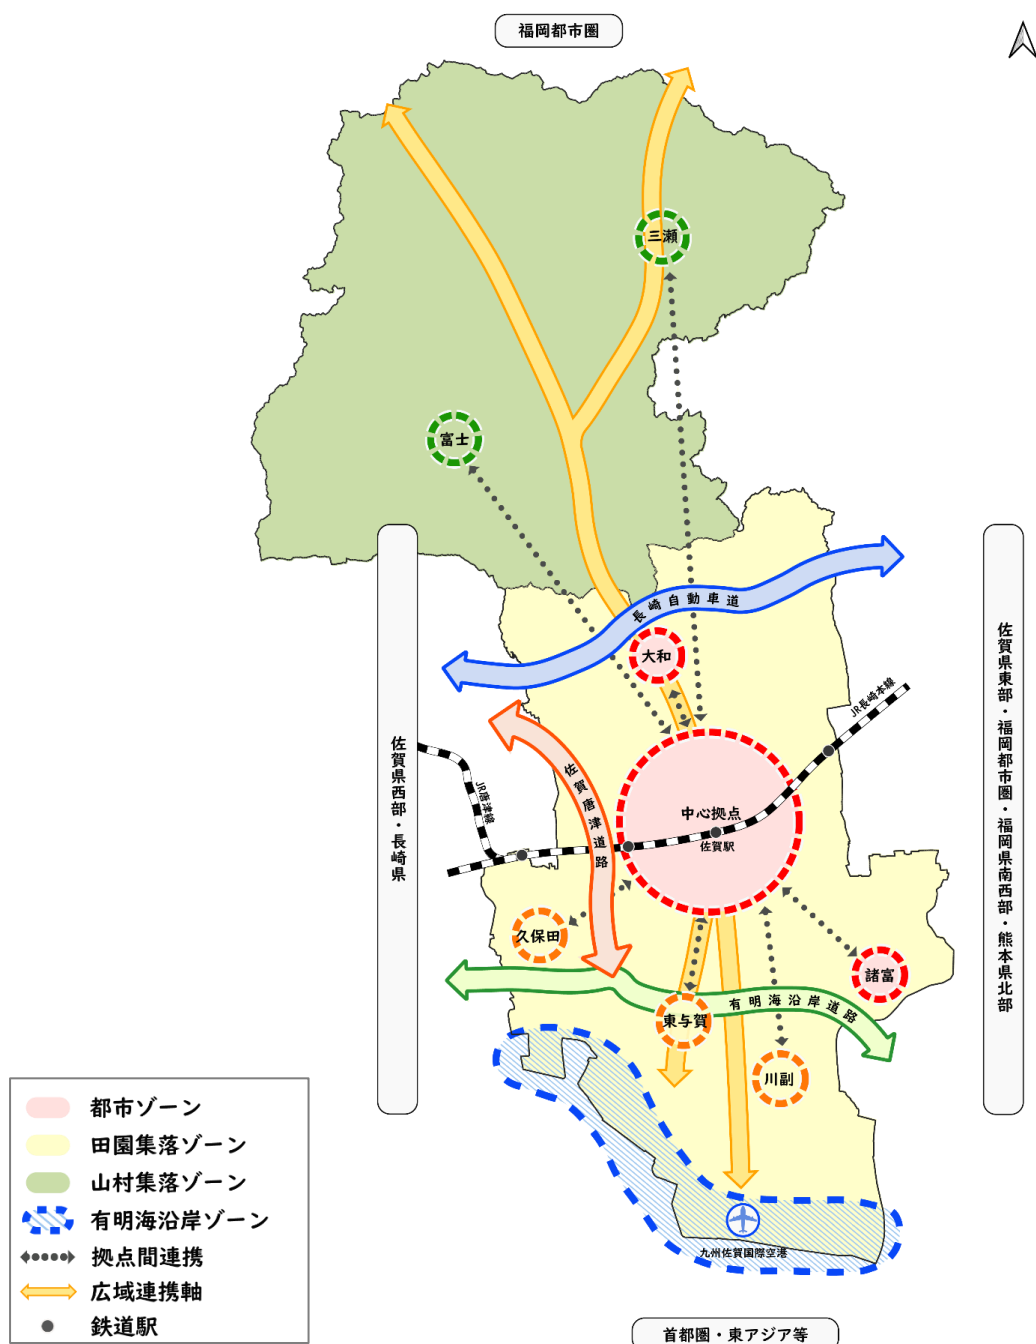 福岡都市圏
三瀬
富士
長崎自動車道
大和
佐賀県西部・長崎県
佐賀県東部・福岡都市圏・福岡県南西部・熊本県北部
JR長崎本線
JR唐津線
佐賀唐津道路
中心拠点
佐賀駅
久保田
諸富
有明海沿岸道路
東与賀
川副
九州佐賀国際空港
都市ゾーン
田園集落ゾーン
山村集落ゾーン
有明海沿岸ゾーン
拠点間連携
広域連携軸
鉄道駅
首都圏・東アジア等